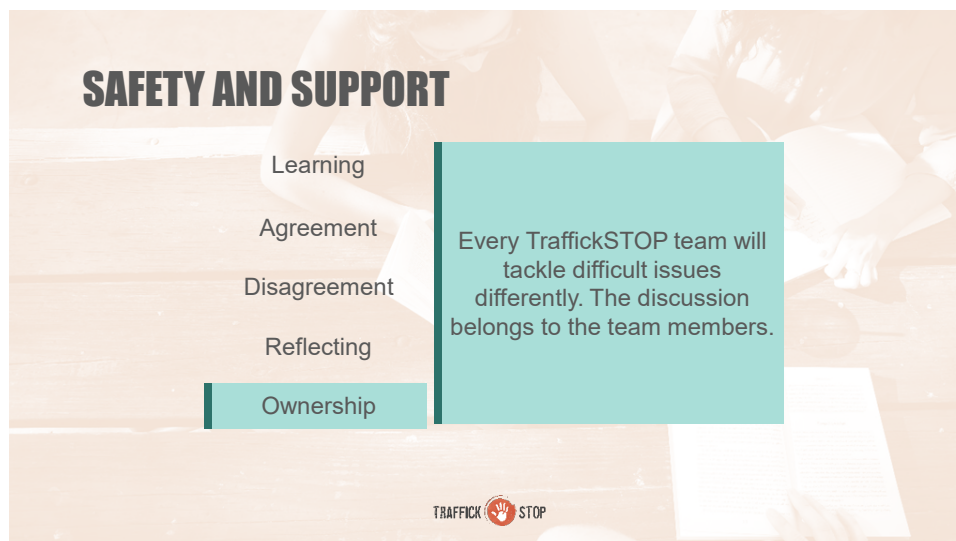 SAFETY AND SUPPORT
Learning
Agreement
Disagreement
Reflecting
Ownership
Every TraffickSTOP team will
tackle difficult issues
differently. The discussion
belongs to the team members.
TRAFFICK STOP